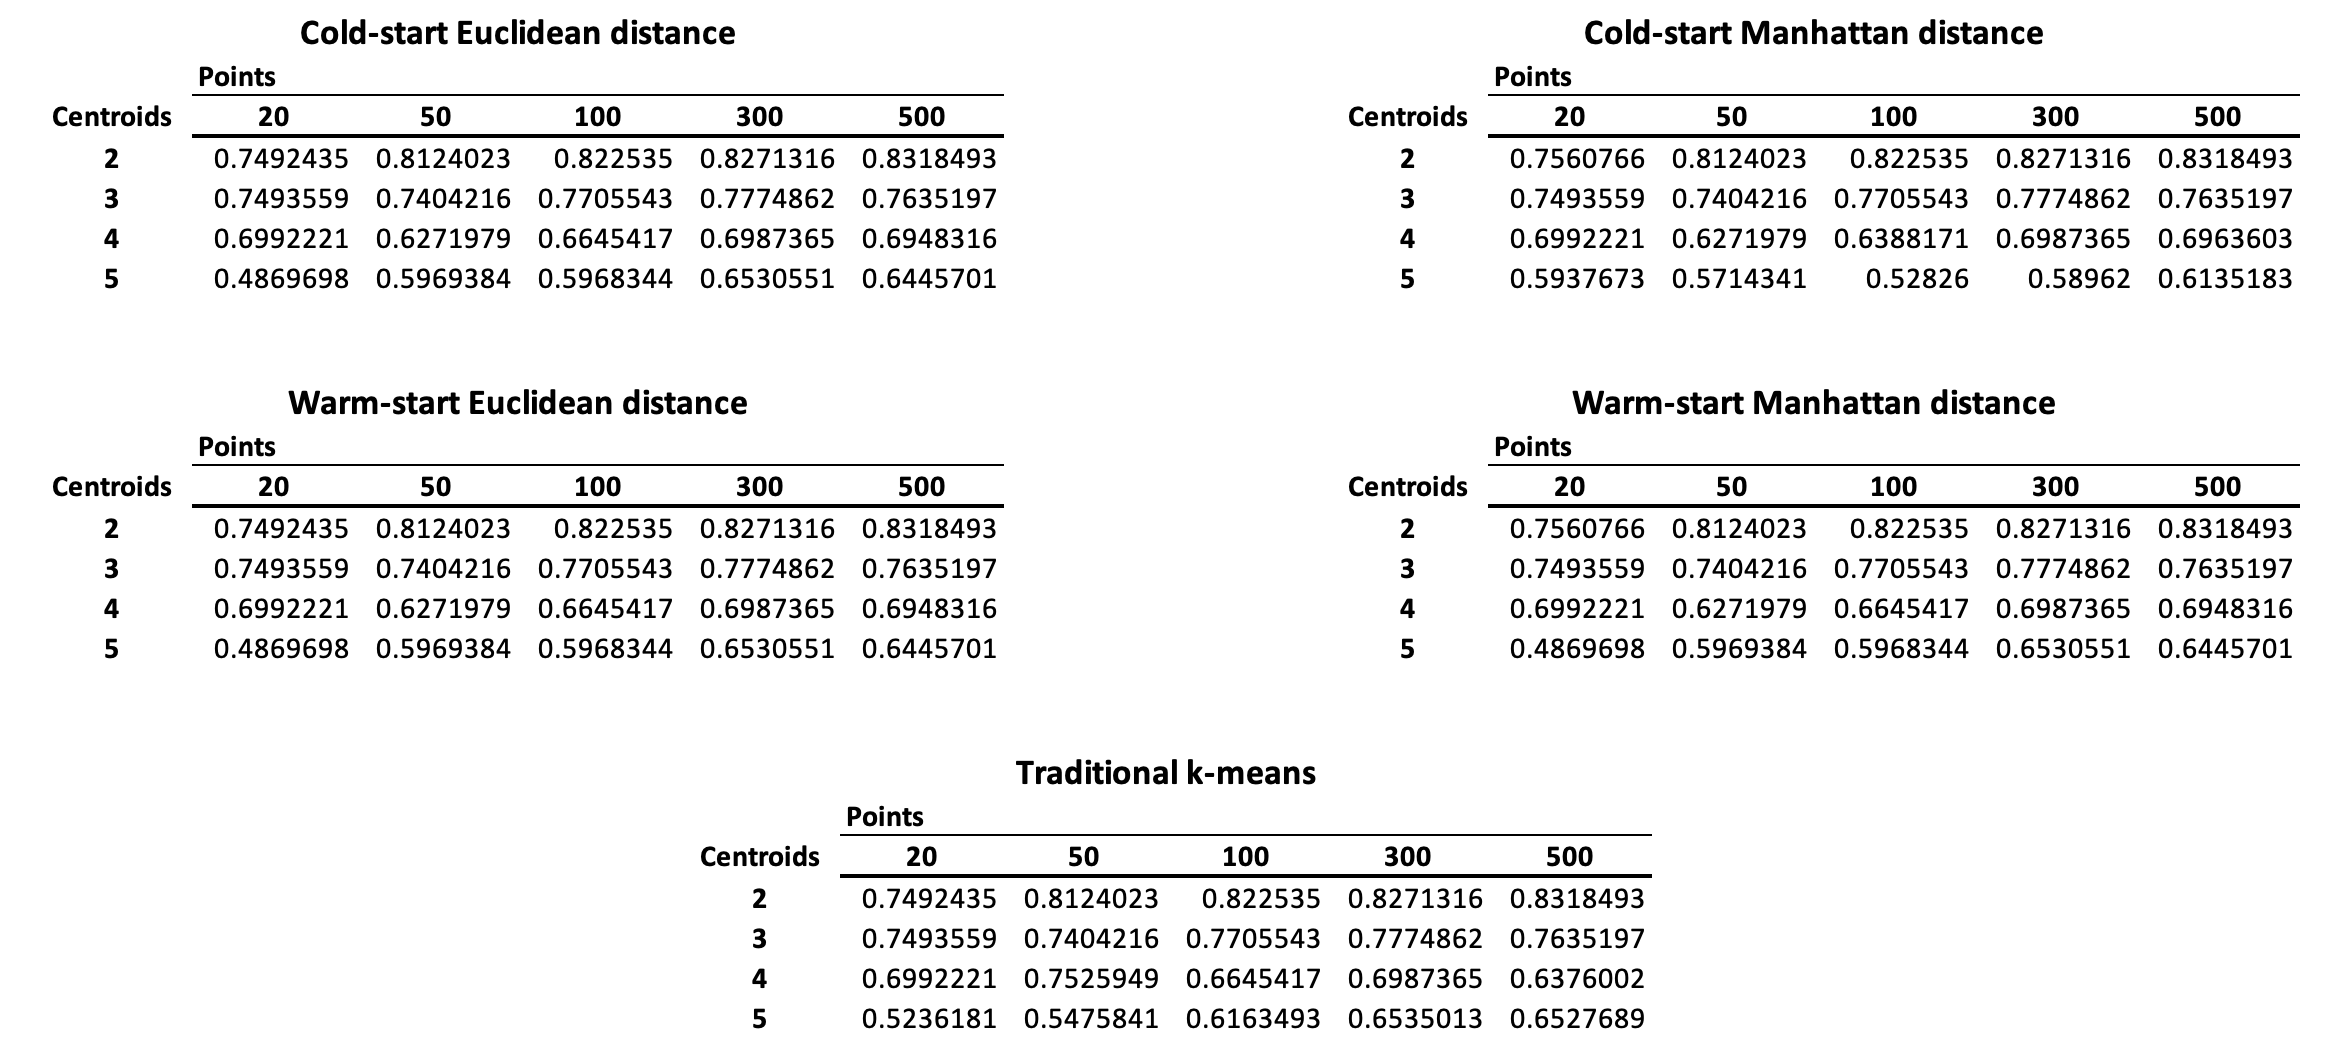 Cold-start Euclidean distance
Points
Centroids 20 50 100 300 500
2 0.7492435 0.8124023 0.822535 0.8271316 0.8318493
3 0.7493559 0.7404216 0.7705543 0.7774862 0.7635197
4 0.6992221 0.6271979 0.6645417 0.6987365 0.6948316
5 0.4869698 0.5969384 0.5968344 0.6530551 0.6445701
Cold-start Manhattan distance
Points
Centroids 20 50 100 300 500
2 0.7560766 0.8124023 0.822535 0.8271316 0.8318493
3 0.7493559 0.7404216 0.7705543 0.7774862 0.7635197
4 0.6992221 0.6271979 0.6388171 0.6987365 0.6963603
5 0.5937673 0.5714341 0.52826 0.58962 0.6135183
Warm-start Euclidean distance
Points
Centroids 20 50 100 300 500
2 0.7492435 0.8124023 0.822535 0.8271316 0.8318493
3 0.7493559 0.7404216 0.7705543 0.7774862 0.7635197
4 0.6992221 0.6271979 0.6645417 0.6987365 0.6948316
5 0.4869698 0.5969384 0.5968344 0.6530551 0.6445701
Warm-start Manhattan distance
Points
Centroids 20 50 100 300 500
2 0.7560766 0.8124023 0.822535 0.8271316 0.8318493
3 0.7493559 0.7404216 0.7705543 0.7774862 0.7635197
4 0.6992221 0.6271979 0.6645417 0.6987365 0.6948316
5 0.4869698 0.5969384 0.5968344 0.6530551 0.6445701
Traditional k-means
Points
Centroids 20 50 100 300 500
2 0.7492435 0.8124023 0.822535 0.8271316 0.8318493
3 0.7493559 0.7404216 0.7705543 0.7774862 0.7635197
4 0.6992221 0.7525949 0.6645417 0.6987365 0.6376002
5 0.5236181 0.5475841 0.6163493 0.6535013 0.6527689